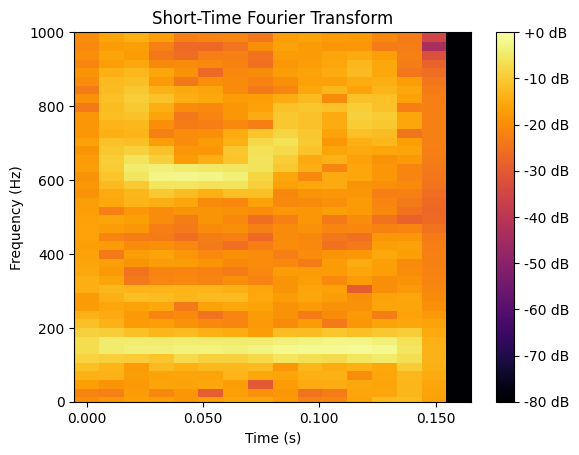 Short-Time Fourier Transform
1000
800
600
400
200
0
Frequency (Hz)
0.000
0.050
0.100
0.150
Time (s)
+0 dB
-10 dB
-20 dB
-30 dB
-40 dB
-50 dB
-60 dB
-70 dB
-80 dB